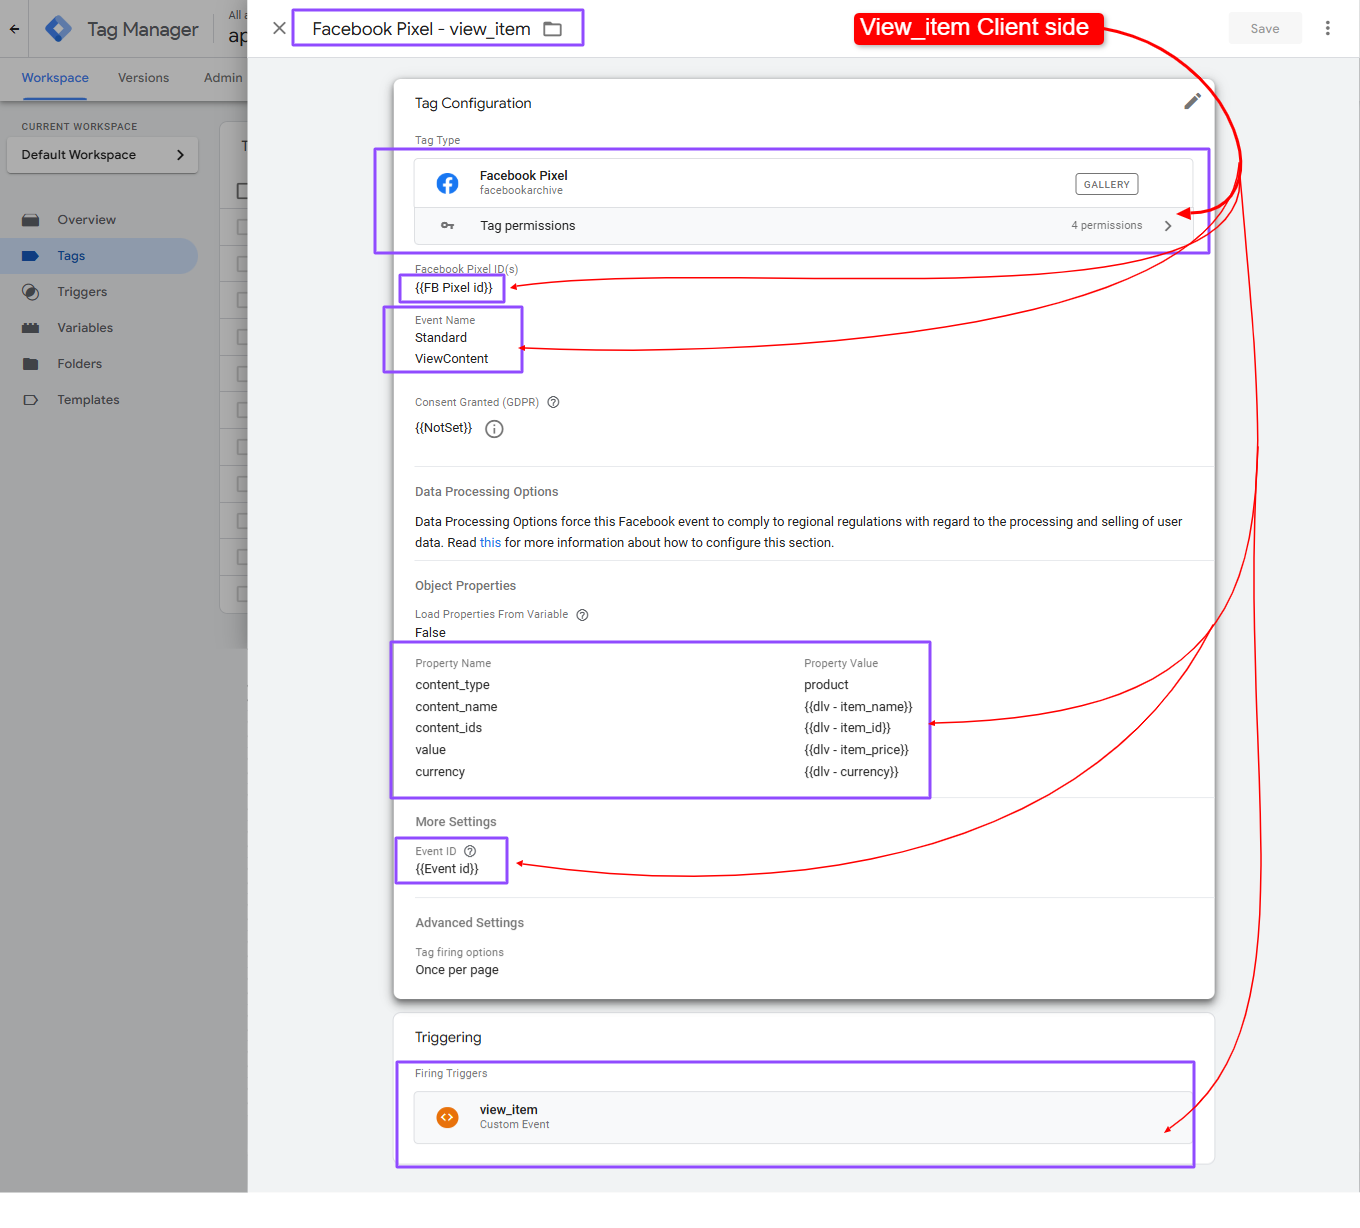 Tag Manager
All a
ap
Facebook Pixel - view_item
View_item Client side
Save
Workspace
Versions
Admin
CURRENT WORKSPACE
Default Workspace
T
Overview
Tags
Triggers
Variables
Folders
Templates
Tag Configuration
Tag Type
Facebook Pixel
facebookarchive
GALLERY
Tag permissions
4 permissions
Facebook Pixel ID(s)
{{FB Pixel id}}
Event Name
Standard
ViewContent
Consent Granted (GDPR)
{{NotSet}}
Data Processing Options
Data Processing Options force this Facebook event to comply to regional regulations with regard to the processing and selling of user
data. Read this for more information about how to configure this section.
Object Properties
Load Properties From Variable
False
Property Name Property Value
content_type product
content_name {{dlv - item_name}}
content_ids {{dlv - item_id}}
value {{dlv - item_price}}
currency {{dlv - currency}}
More Settings
Event ID
{{Event id}}
Advanced Settings
Tag firing options
Once per page
Triggering
Firing Triggers
view_item
Custom Event